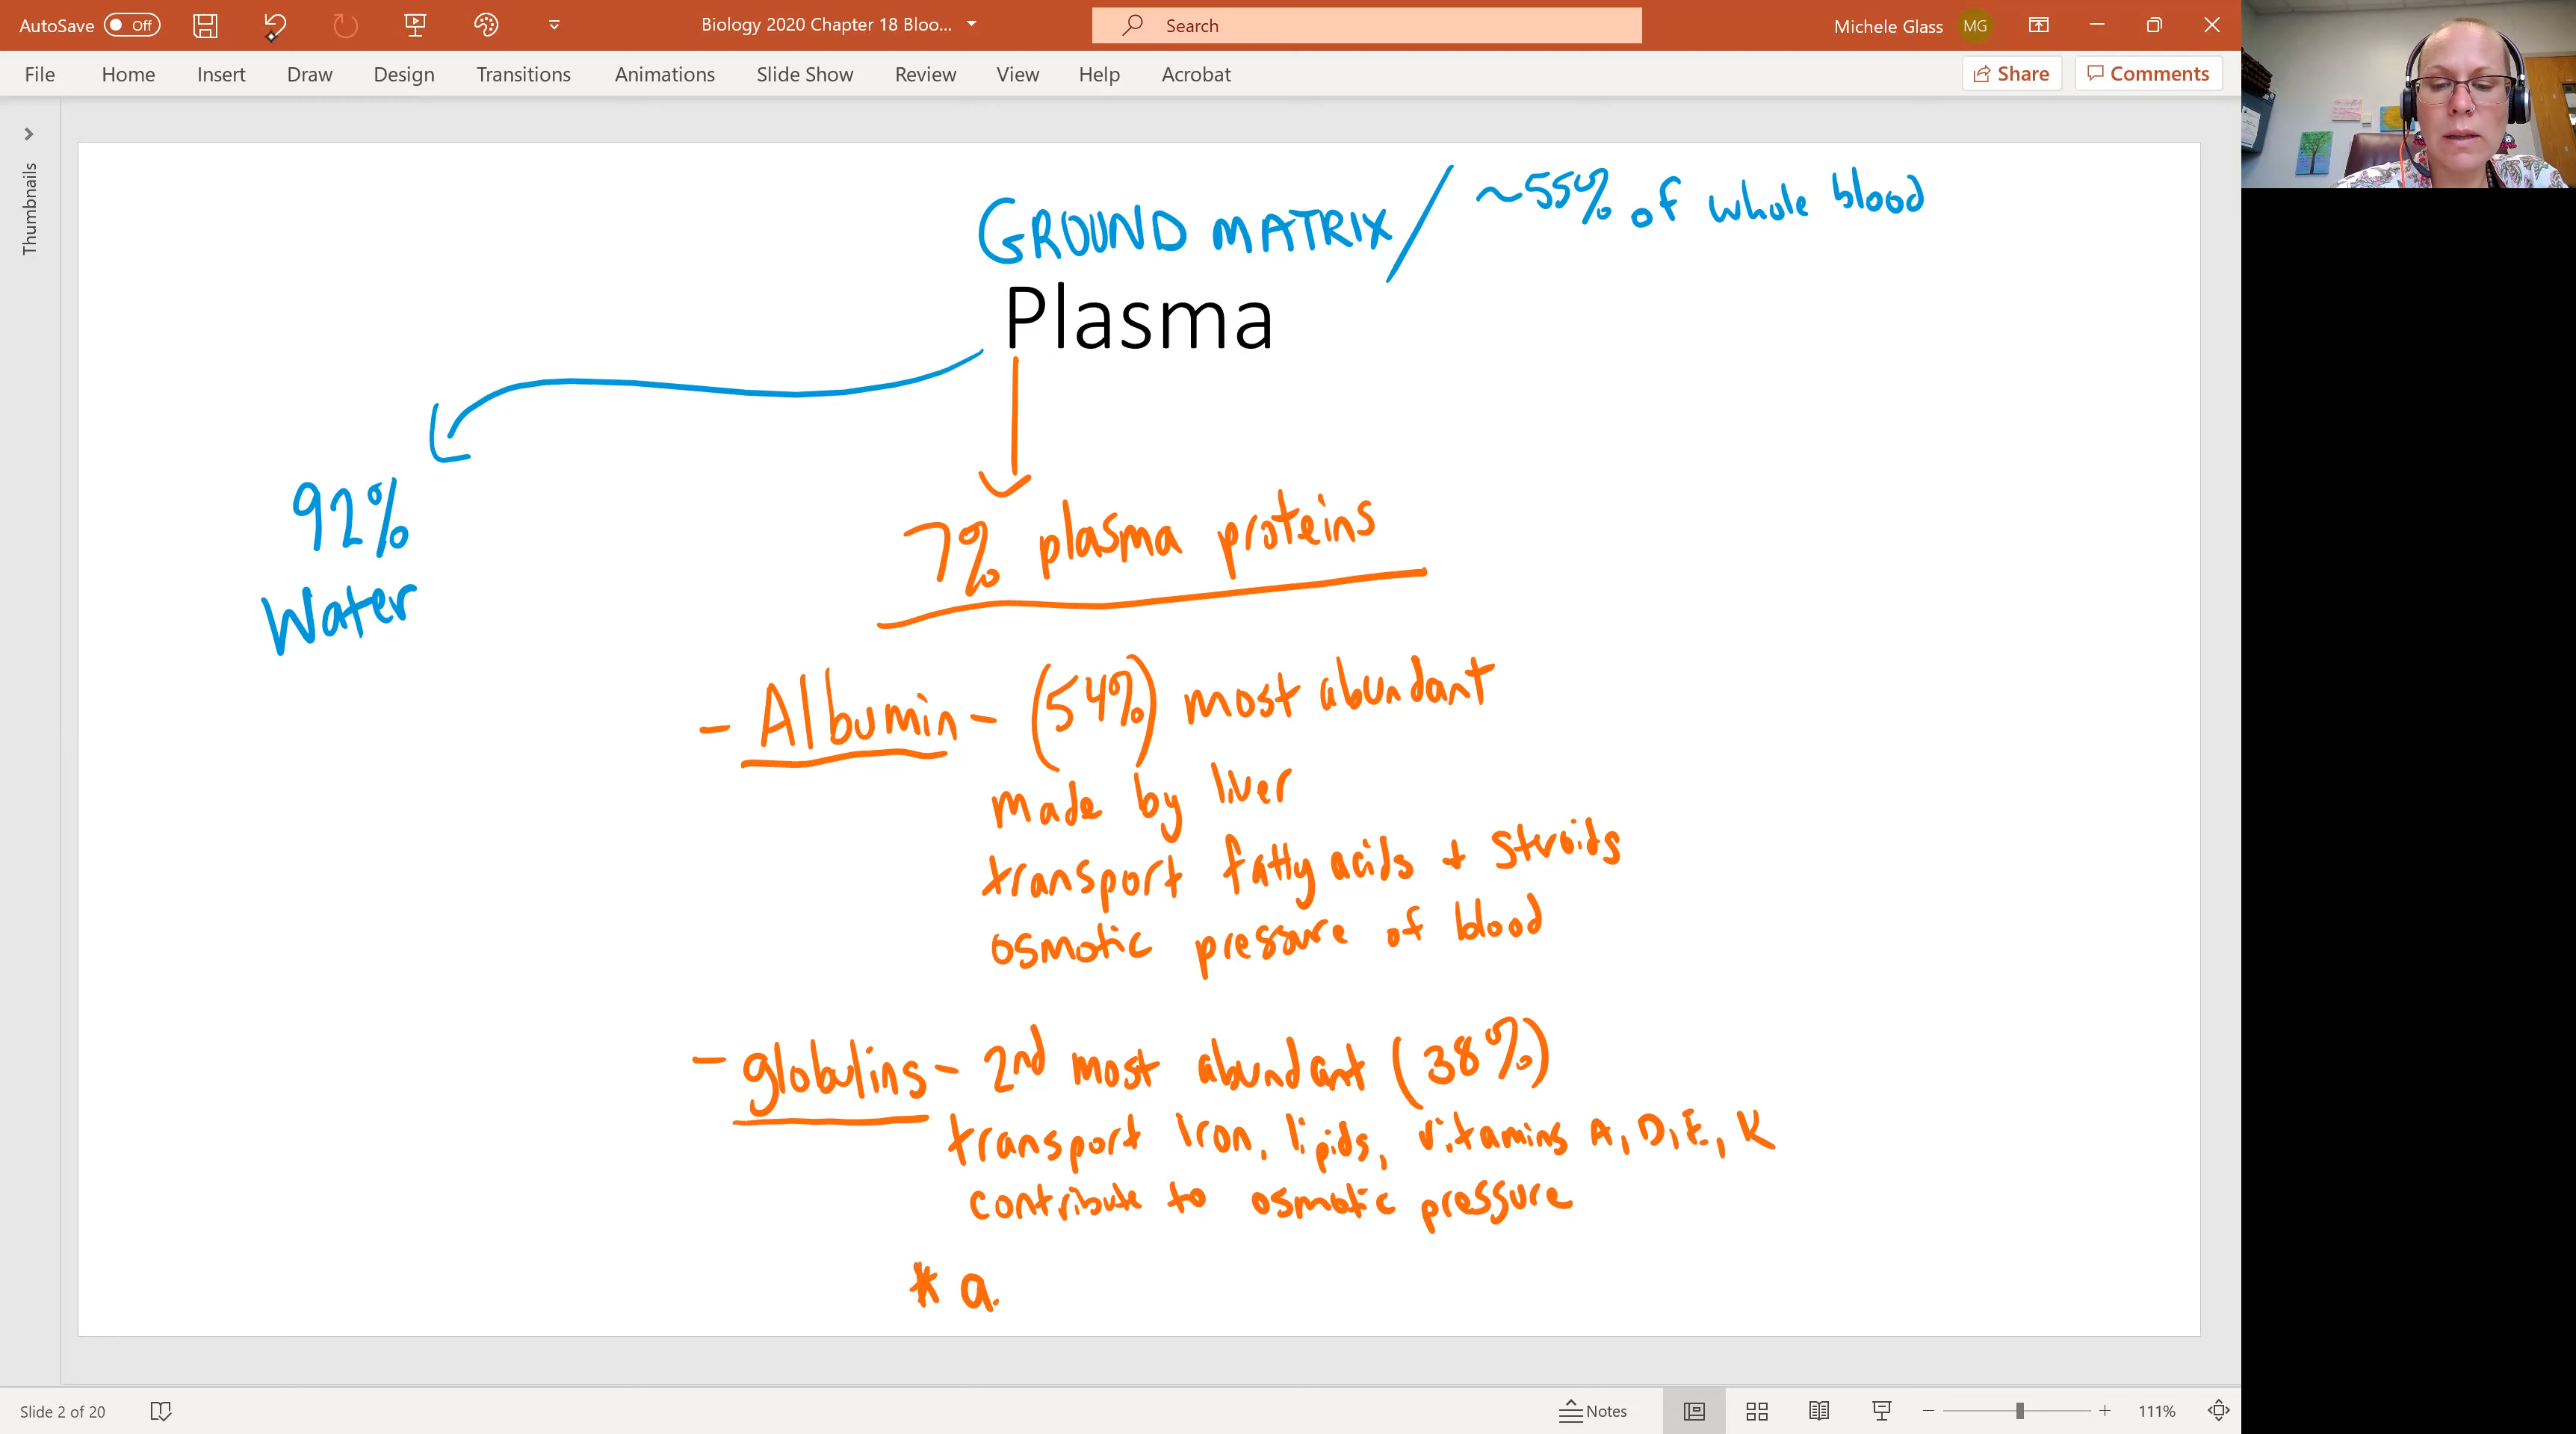 AutoSave Off
Biology 2020 Chapter 18 Bloo...
Search
Michele Glass MG
File Home Insert Draw Design Transitions Animations Slide Show Review View Help Acrobat
Share Comments
Thumbnails
GROUND MATRIX / ~55% of whole blood
Plasma
92%
Water
7% plasma proteins
- Albumin - (54%) most abundant
made by liver
transport fatty acids + steroids
osmotic pressure of blood
- globulins - 2nd most abundant (38%)
transport iron, lipids, vitamins A, D, E, K
contribute to osmotic pressure
* a
Slide 2 of 20
Notes
111%